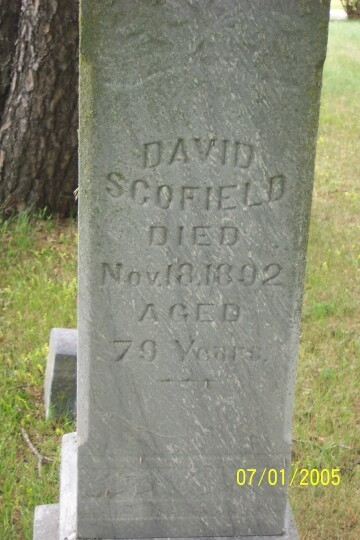 DAVID
SCOFIELD
DIED
Nov. 18, 1892
AGED
79 Years.
07/01/2005